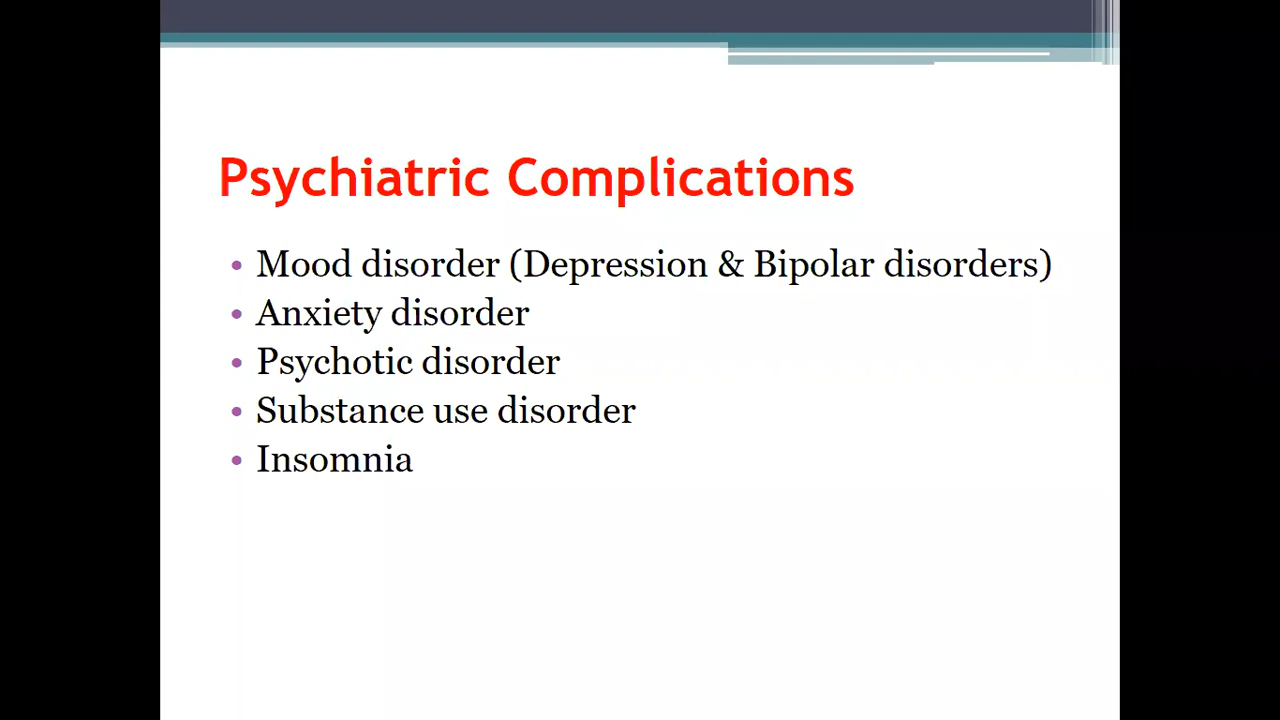 Psychiatric Complications
• Mood disorder (Depression & Bipolar disorders)
• Anxiety disorder
• Psychotic disorder
• Substance use disorder
• Insomnia